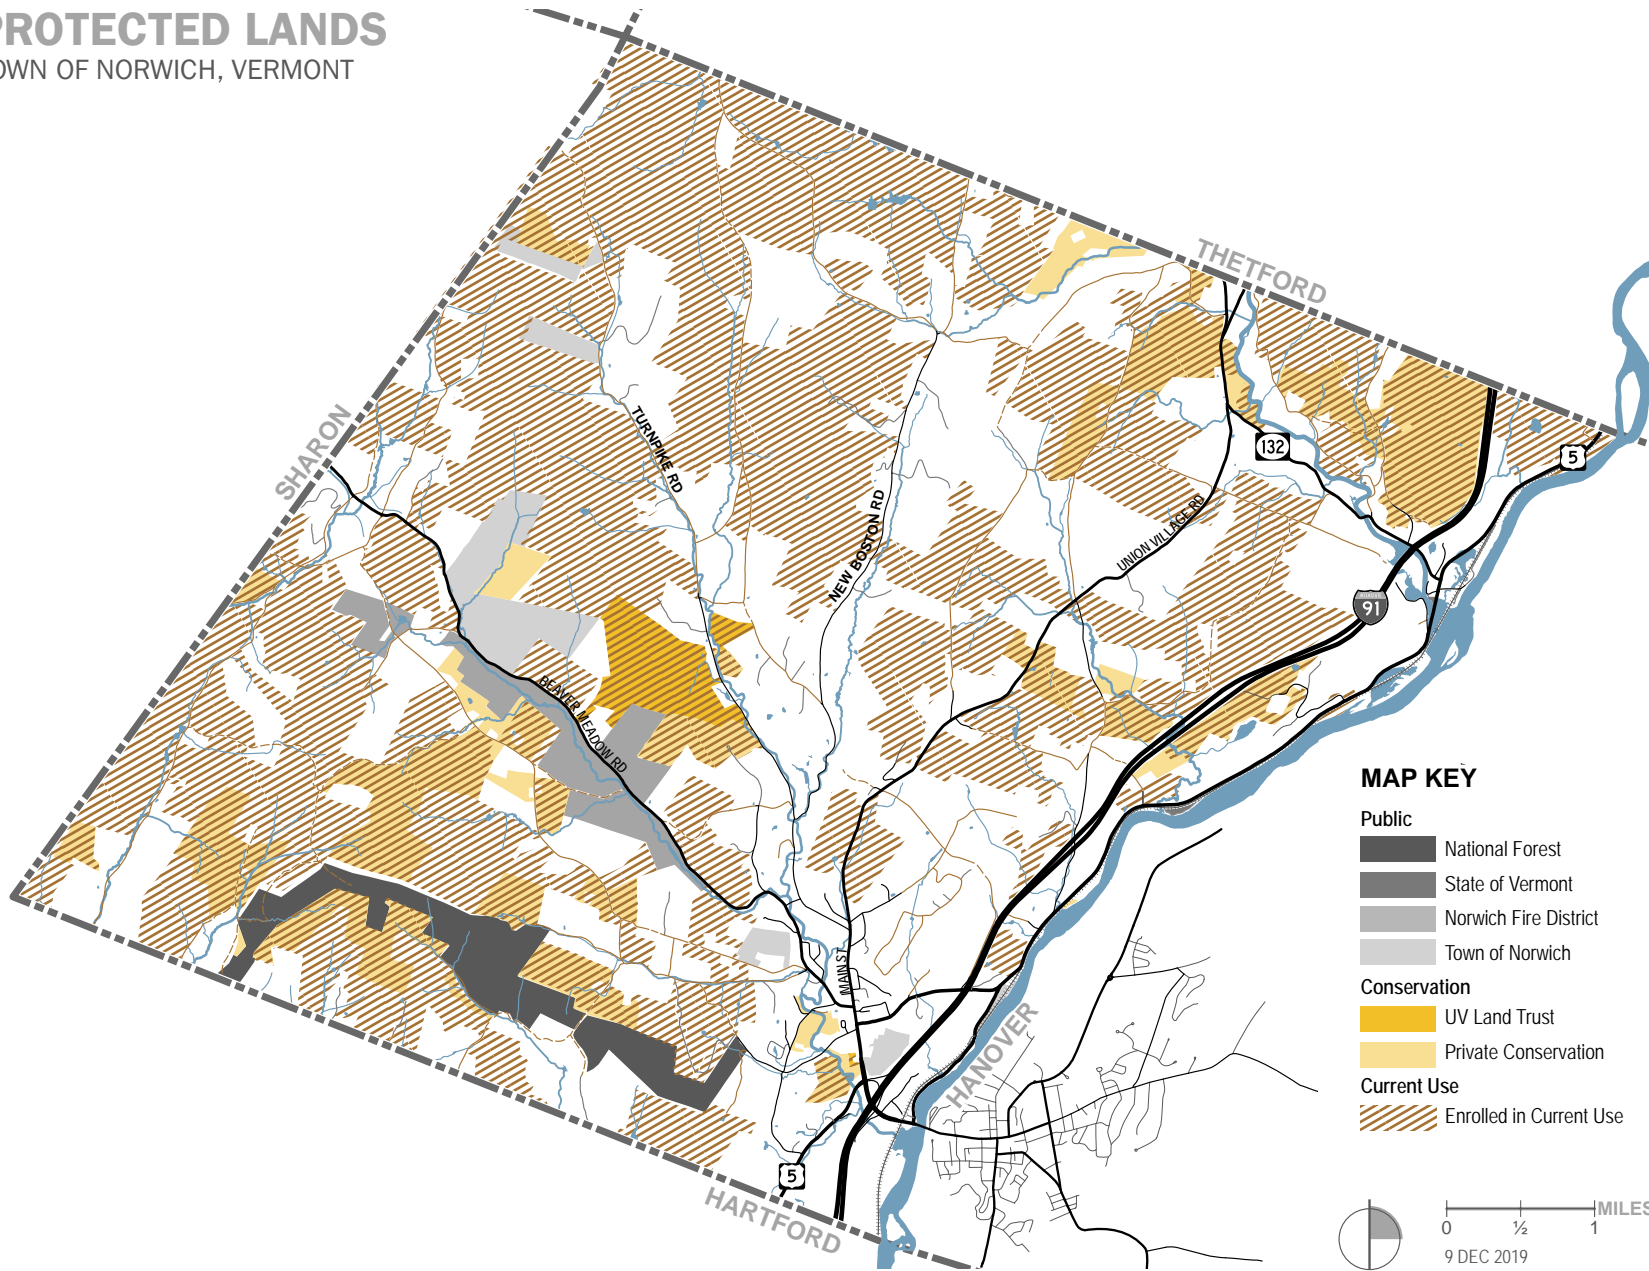 PROTECTED LANDS
OWN OF NORWICH, VERMONT
THETFORD
SHARON
TURNPIKE RD
132
5
NEW BOSTON RD
UNION VILLAGE RD
91
BEAVER MEADOW RD
MAIN ST
HANOVER
5
HARTFORD
MAP KEY
Public
National Forest
State of Vermont
Norwich Fire District
Town of Norwich
Conservation
UV Land Trust
Private Conservation
Current Use
Enrolled in Current Use
MILES
0 ½ 1
9 DEC 2019